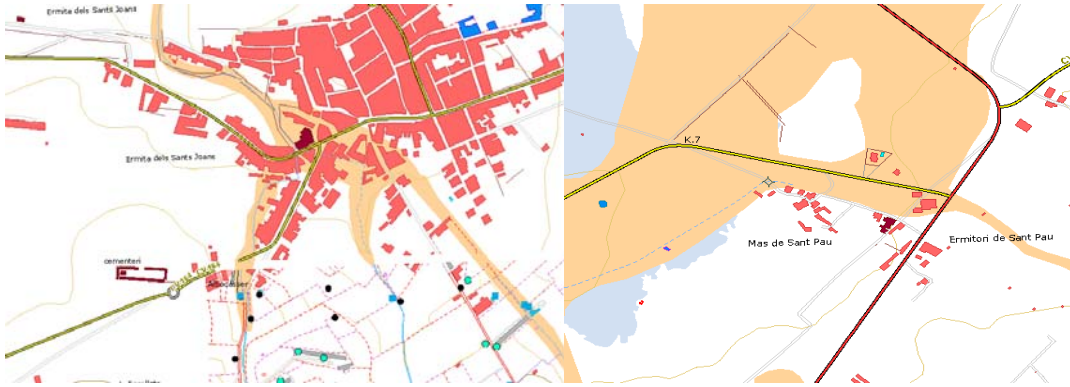 Ermita dels Sants Joans
Ermita dels Sants Joans
cementeri
K.7
Mas de Sant Pau
Ermitori de Sant Pau